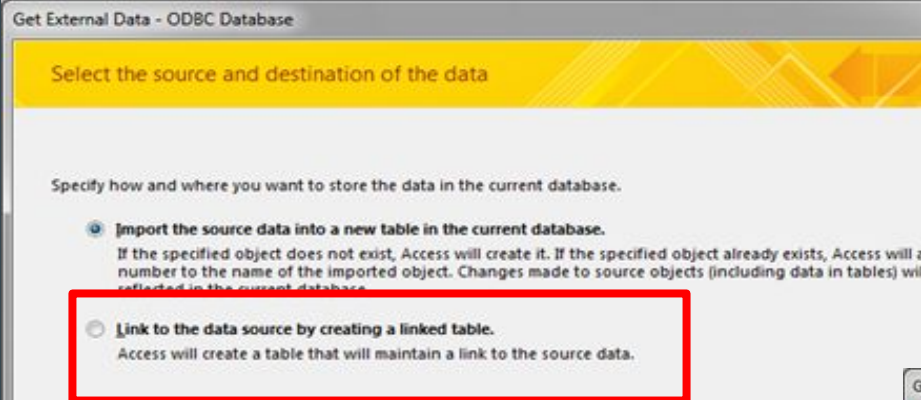 Get External Data - ODBC Database
Select the source and destination of the data
Specify how and where you want to store the data in the current database.
Import the source data into a new table in the current database.
If the specified object does not exist, Access will create it. If the specified object already exists, Access will a
number to the name of the imported object. Changes made to source objects (including data in tables) wil
reflected in the current database.
Link to the data source by creating a linked table.
Access will create a table that will maintain a link to the source data.
G